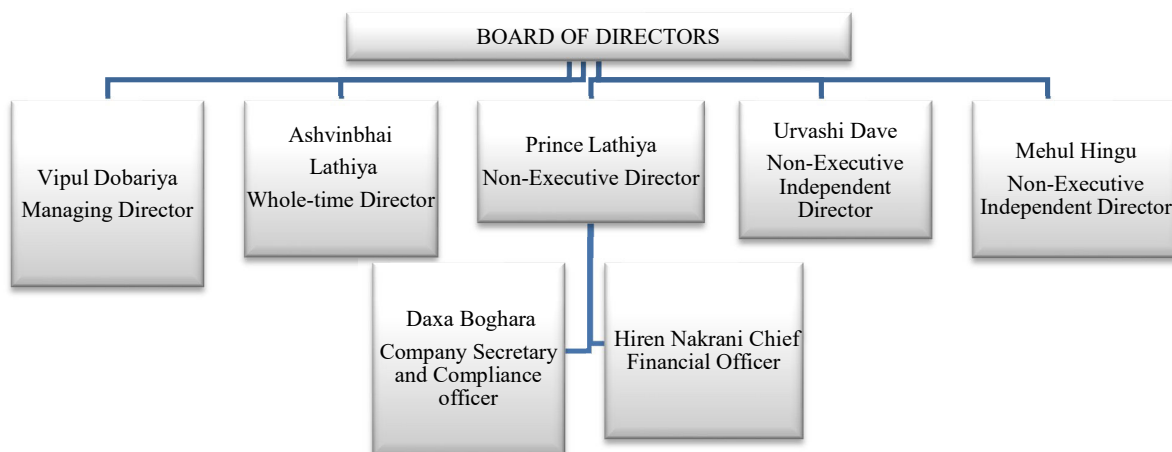 BOARD OF DIRECTORS
Vipul Dobariya
Managing Director
Ashvinbhai
Lathiya
Whole-time Director
Prince Lathiya
Non-Executive Director
Urvashi Dave
Non-Executive
Independent
Director
Mehul Hingu
Non-Executive
Independent Director
Daxa Boghara
Company Secretary
and Compliance
officer
Hiren Nakrani Chief
Financial Officer